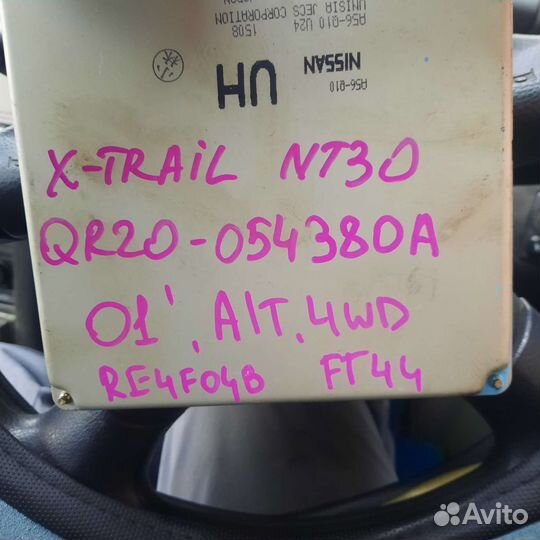 JAPAN
UNISIA JECS CORPORATION
A56-Q10 U24 1508
NISSAN A56-Q10
UH
X-TRAIL NT30
QR20-054380A
01', A/T, 4WD
RE4F04B FT44
Avito